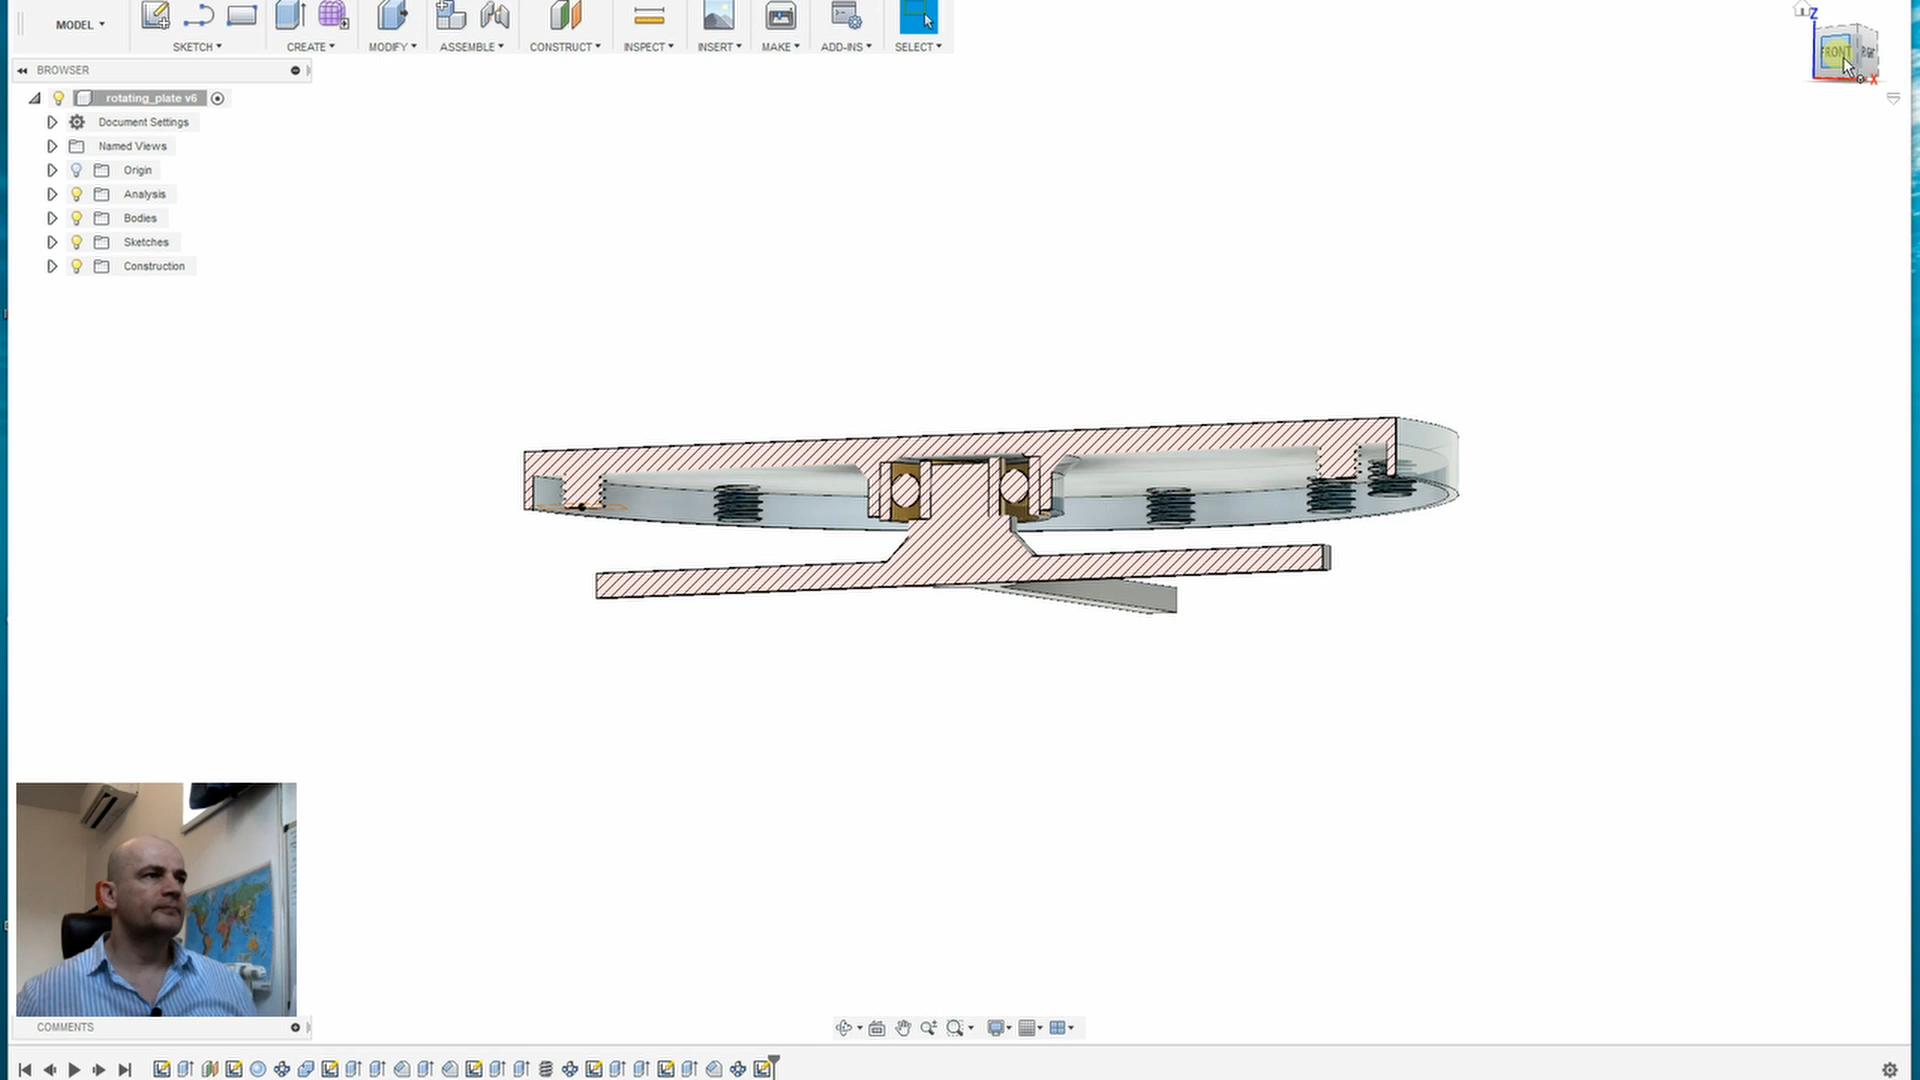 MODEL
SKETCH
CREATE
MODIFY
ASSEMBLE
CONSTRUCT
INSPECT
INSERT
MAKE
ADD-INS
SELECT
Z
FRONT
X
BROWSER
rotating_plate v6
Document Settings
Named Views
Origin
Analysis
Bodies
Sketches
Construction
COMMENTS